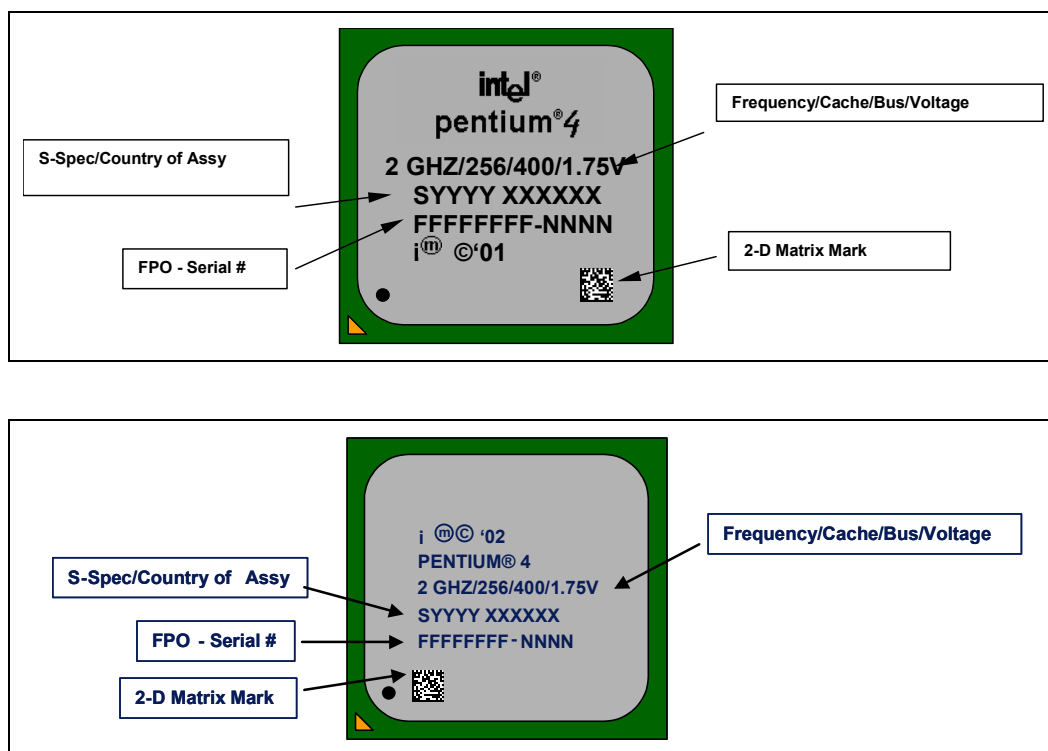 intel®
pentium®4
Frequency/Cache/Bus/Voltage
S-Spec/Country of Assy
2 GHZ/256/400/1.75V
SYYYY XXXXXX
FFFFFFFF-NNNN
i ⓜ ©'01
FPO - Serial #
2-D Matrix Mark
i ⓜ© '02
PENTIUM® 4
2 GHZ/256/400/1.75V
SYYYY XXXXXX
FFFFFFFF-NNNN
Frequency/Cache/Bus/Voltage
S-Spec/Country of Assy
FPO - Serial #
2-D Matrix Mark